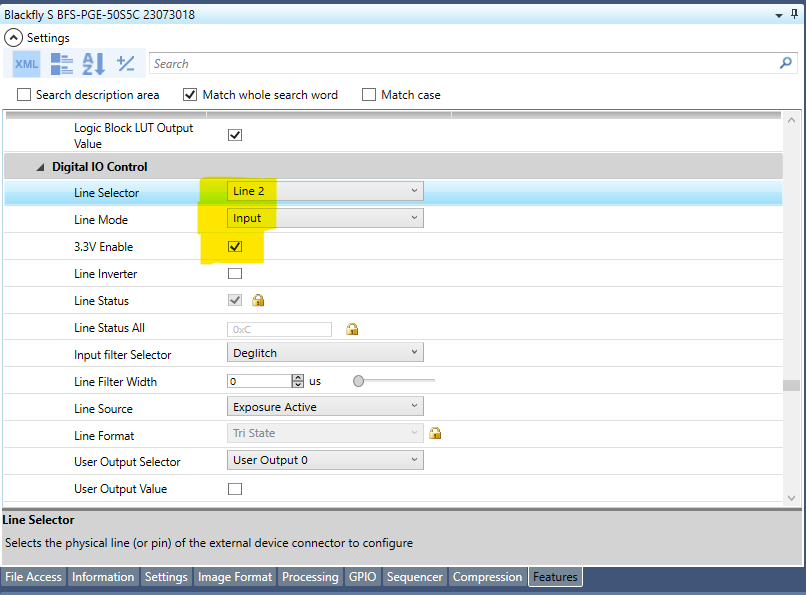 Blackfly S BFS-PGE-50S5C 23073018
Settings
XML
A
Z
Search
Search description area Match whole search word Match case
Logic Block LUT Output
Value
Digital IO Control
Line Selector Line 2
Line Mode Input
3.3V Enable
Line Inverter
Line Status
Line Status All 0xC
Input filter Selector Deglitch
Line Filter Width 0 us
Line Source Exposure Active
Line Format Tri State
User Output Selector User Output 0
User Output Value
Line Selector
Selects the physical line (or pin) of the external device connector to configure
File Access Information Settings Image Format Processing GPIO Sequencer Compression Features